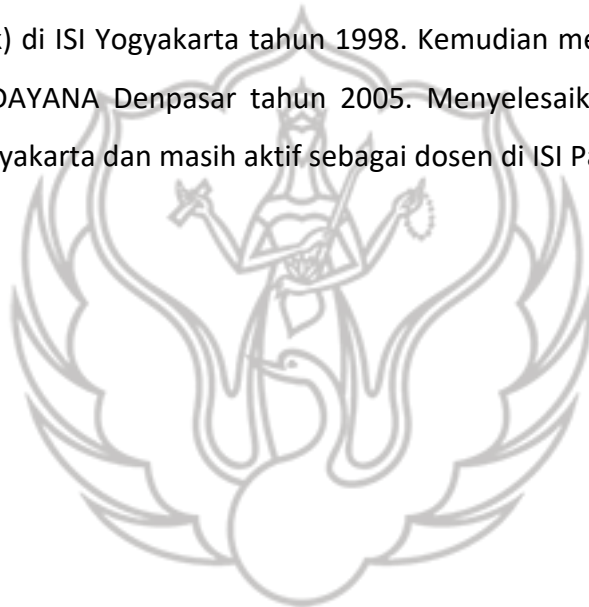 ) di ISI Yogyakarta tahun 1998. Kemudian me
DAYANA Denpasar tahun 2005. Menyelesaik
yakarta dan masih aktif sebagai dosen di ISI Pa